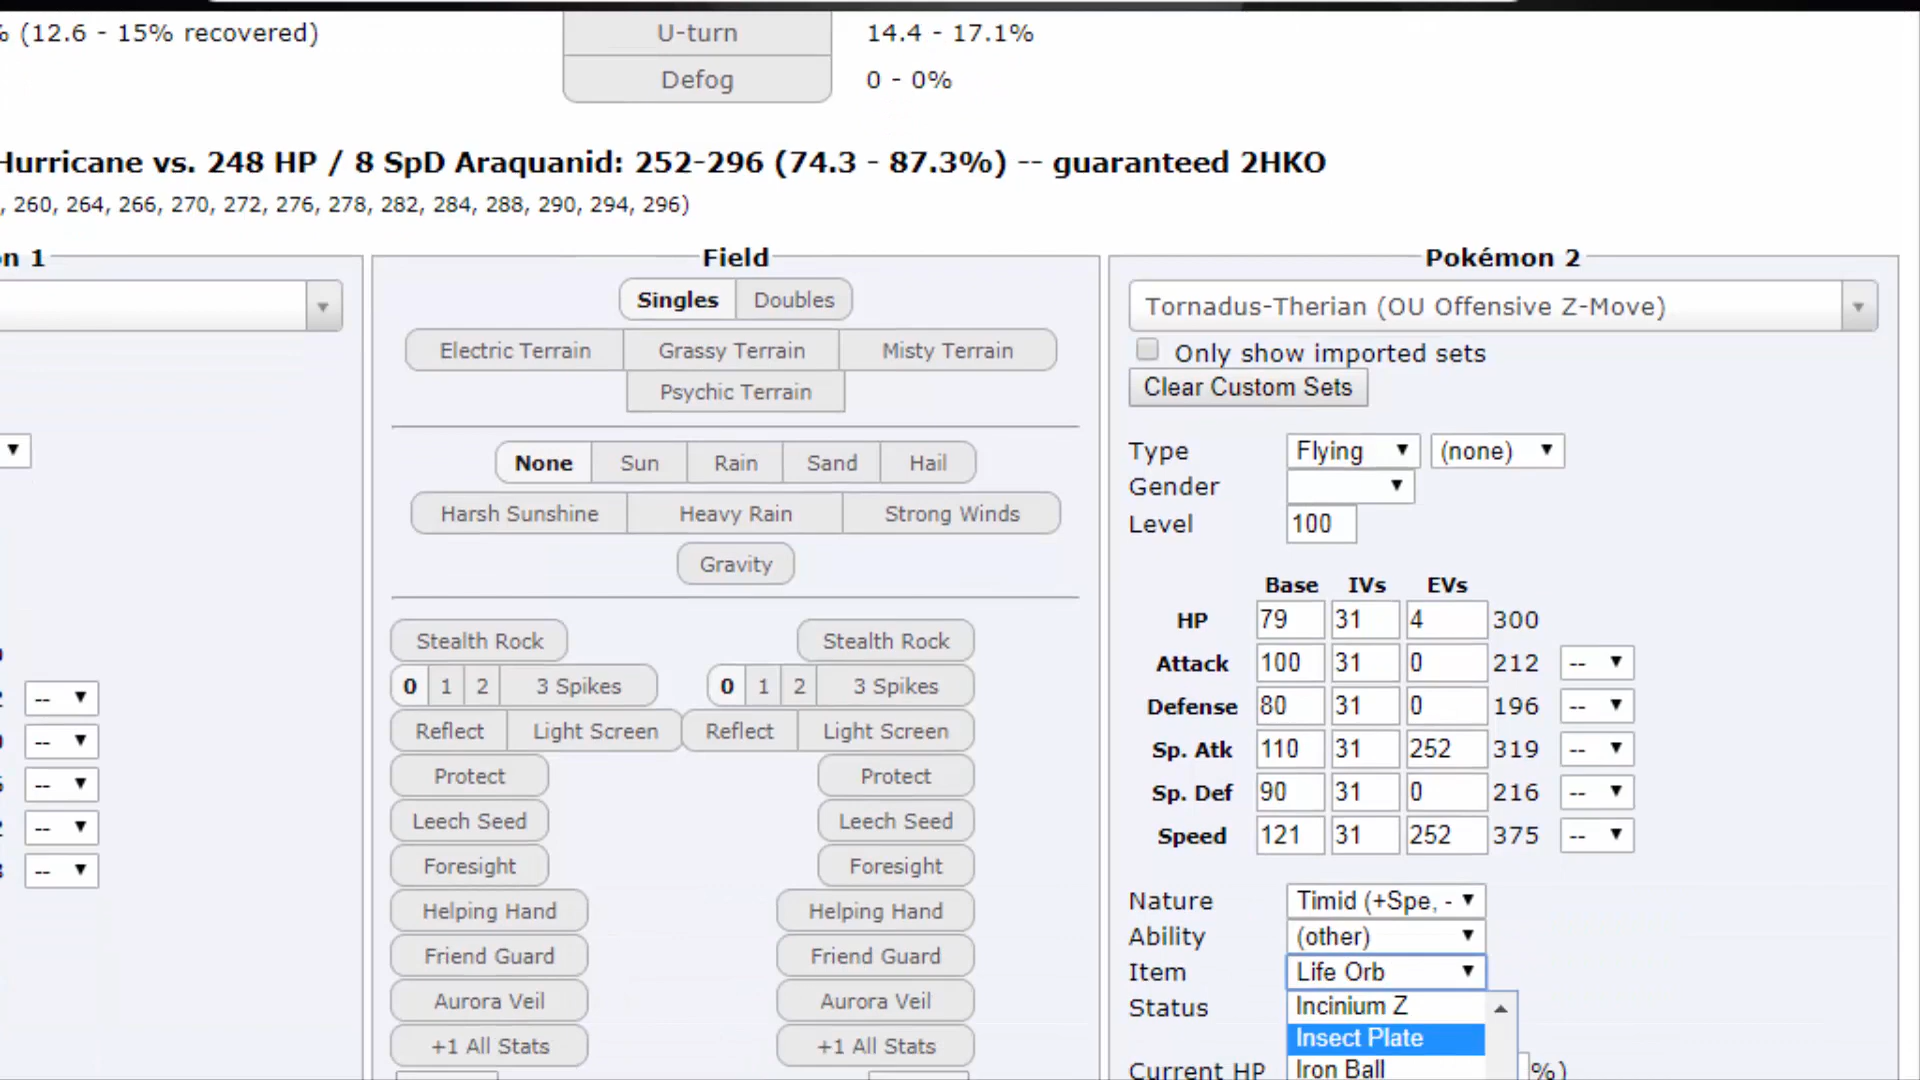 % (12.6 - 15% recovered)
U-turn 14.4 - 17.1%
Defog 0 - 0%
Hurricane vs. 248 HP / 8 SpD Araquanid: 252-296 (74.3 - 87.3%) -- guaranteed 2HKO
, 260, 264, 266, 270, 272, 276, 278, 282, 284, 288, 290, 294, 296)
on 1
Field
Singles Doubles
Electric Terrain Grassy Terrain Misty Terrain
Psychic Terrain
None Sun Rain Sand Hail
Harsh Sunshine Heavy Rain Strong Winds
Gravity
Stealth Rock Stealth Rock
0 1 2 3 Spikes 0 1 2 3 Spikes
Reflect Light Screen Reflect Light Screen
Protect Protect
Leech Seed Leech Seed
Foresight Foresight
Helping Hand Helping Hand
Friend Guard Friend Guard
Aurora Veil Aurora Veil
+1 All Stats +1 All Stats
--
--
--
--
--
Pokémon 2
Tornadus-Therian (OU Offensive Z-Move)
Only show imported sets
Clear Custom Sets
Type Flying (none)
Gender
Level 100
Base IVs EVs
HP 79 31 4 300
Attack 100 31 0 212 --
Defense 80 31 0 196 --
Sp. Atk 110 31 252 319 --
Sp. Def 90 31 0 216 --
Speed 121 31 252 375 --
Nature Timid (+Spe, -
Ability (other)
Item Life Orb
Status Incinium Z
Insect Plate
Current HP Iron Ball %)